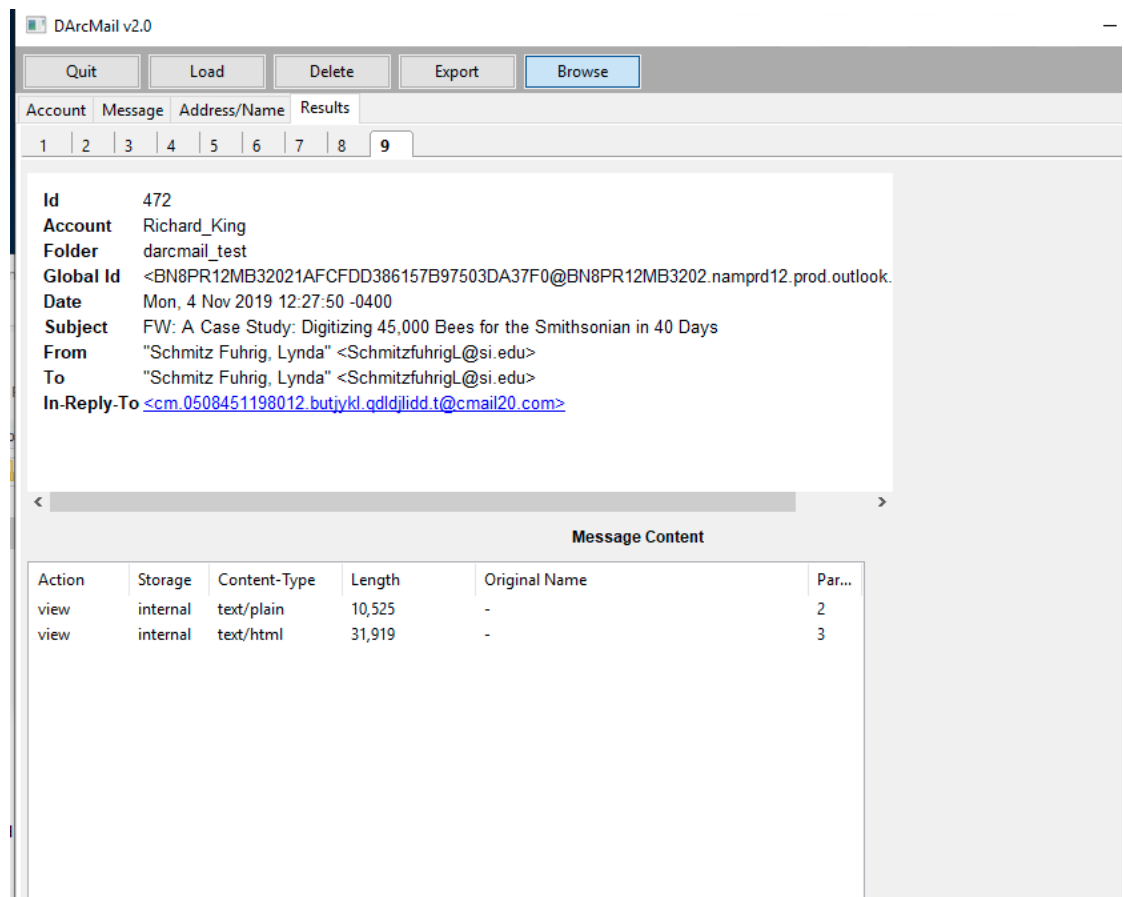 DArcMail v2.0
Quit Load Delete Export Browse
Account Message Address/Name Results
1 2 3 4 5 6 7 8 9
Id 472
Account Richard_King
Folder darcmail_test
Global Id <BN8PR12MB32021AFCFDD386157B97503DA37F0@BN8PR12MB3202.namprd12.prod.outlook.
Date Mon, 4 Nov 2019 12:27:50 -0400
Subject FW: A Case Study: Digitizing 45,000 Bees for the Smithsonian in 40 Days
From "Schmitz Fuhrig, Lynda" <SchmitzfuhrigL@si.edu>
To "Schmitz Fuhrig, Lynda" <SchmitzfuhrigL@si.edu>
In-Reply-To <cm.0508451198012.butjykl.qdldjlidd.t@cmail20.com>
Message Content
Action Storage Content-Type Length Original Name Par...
view internal text/plain 10,525 - 2
view internal text/html 31,919 - 3